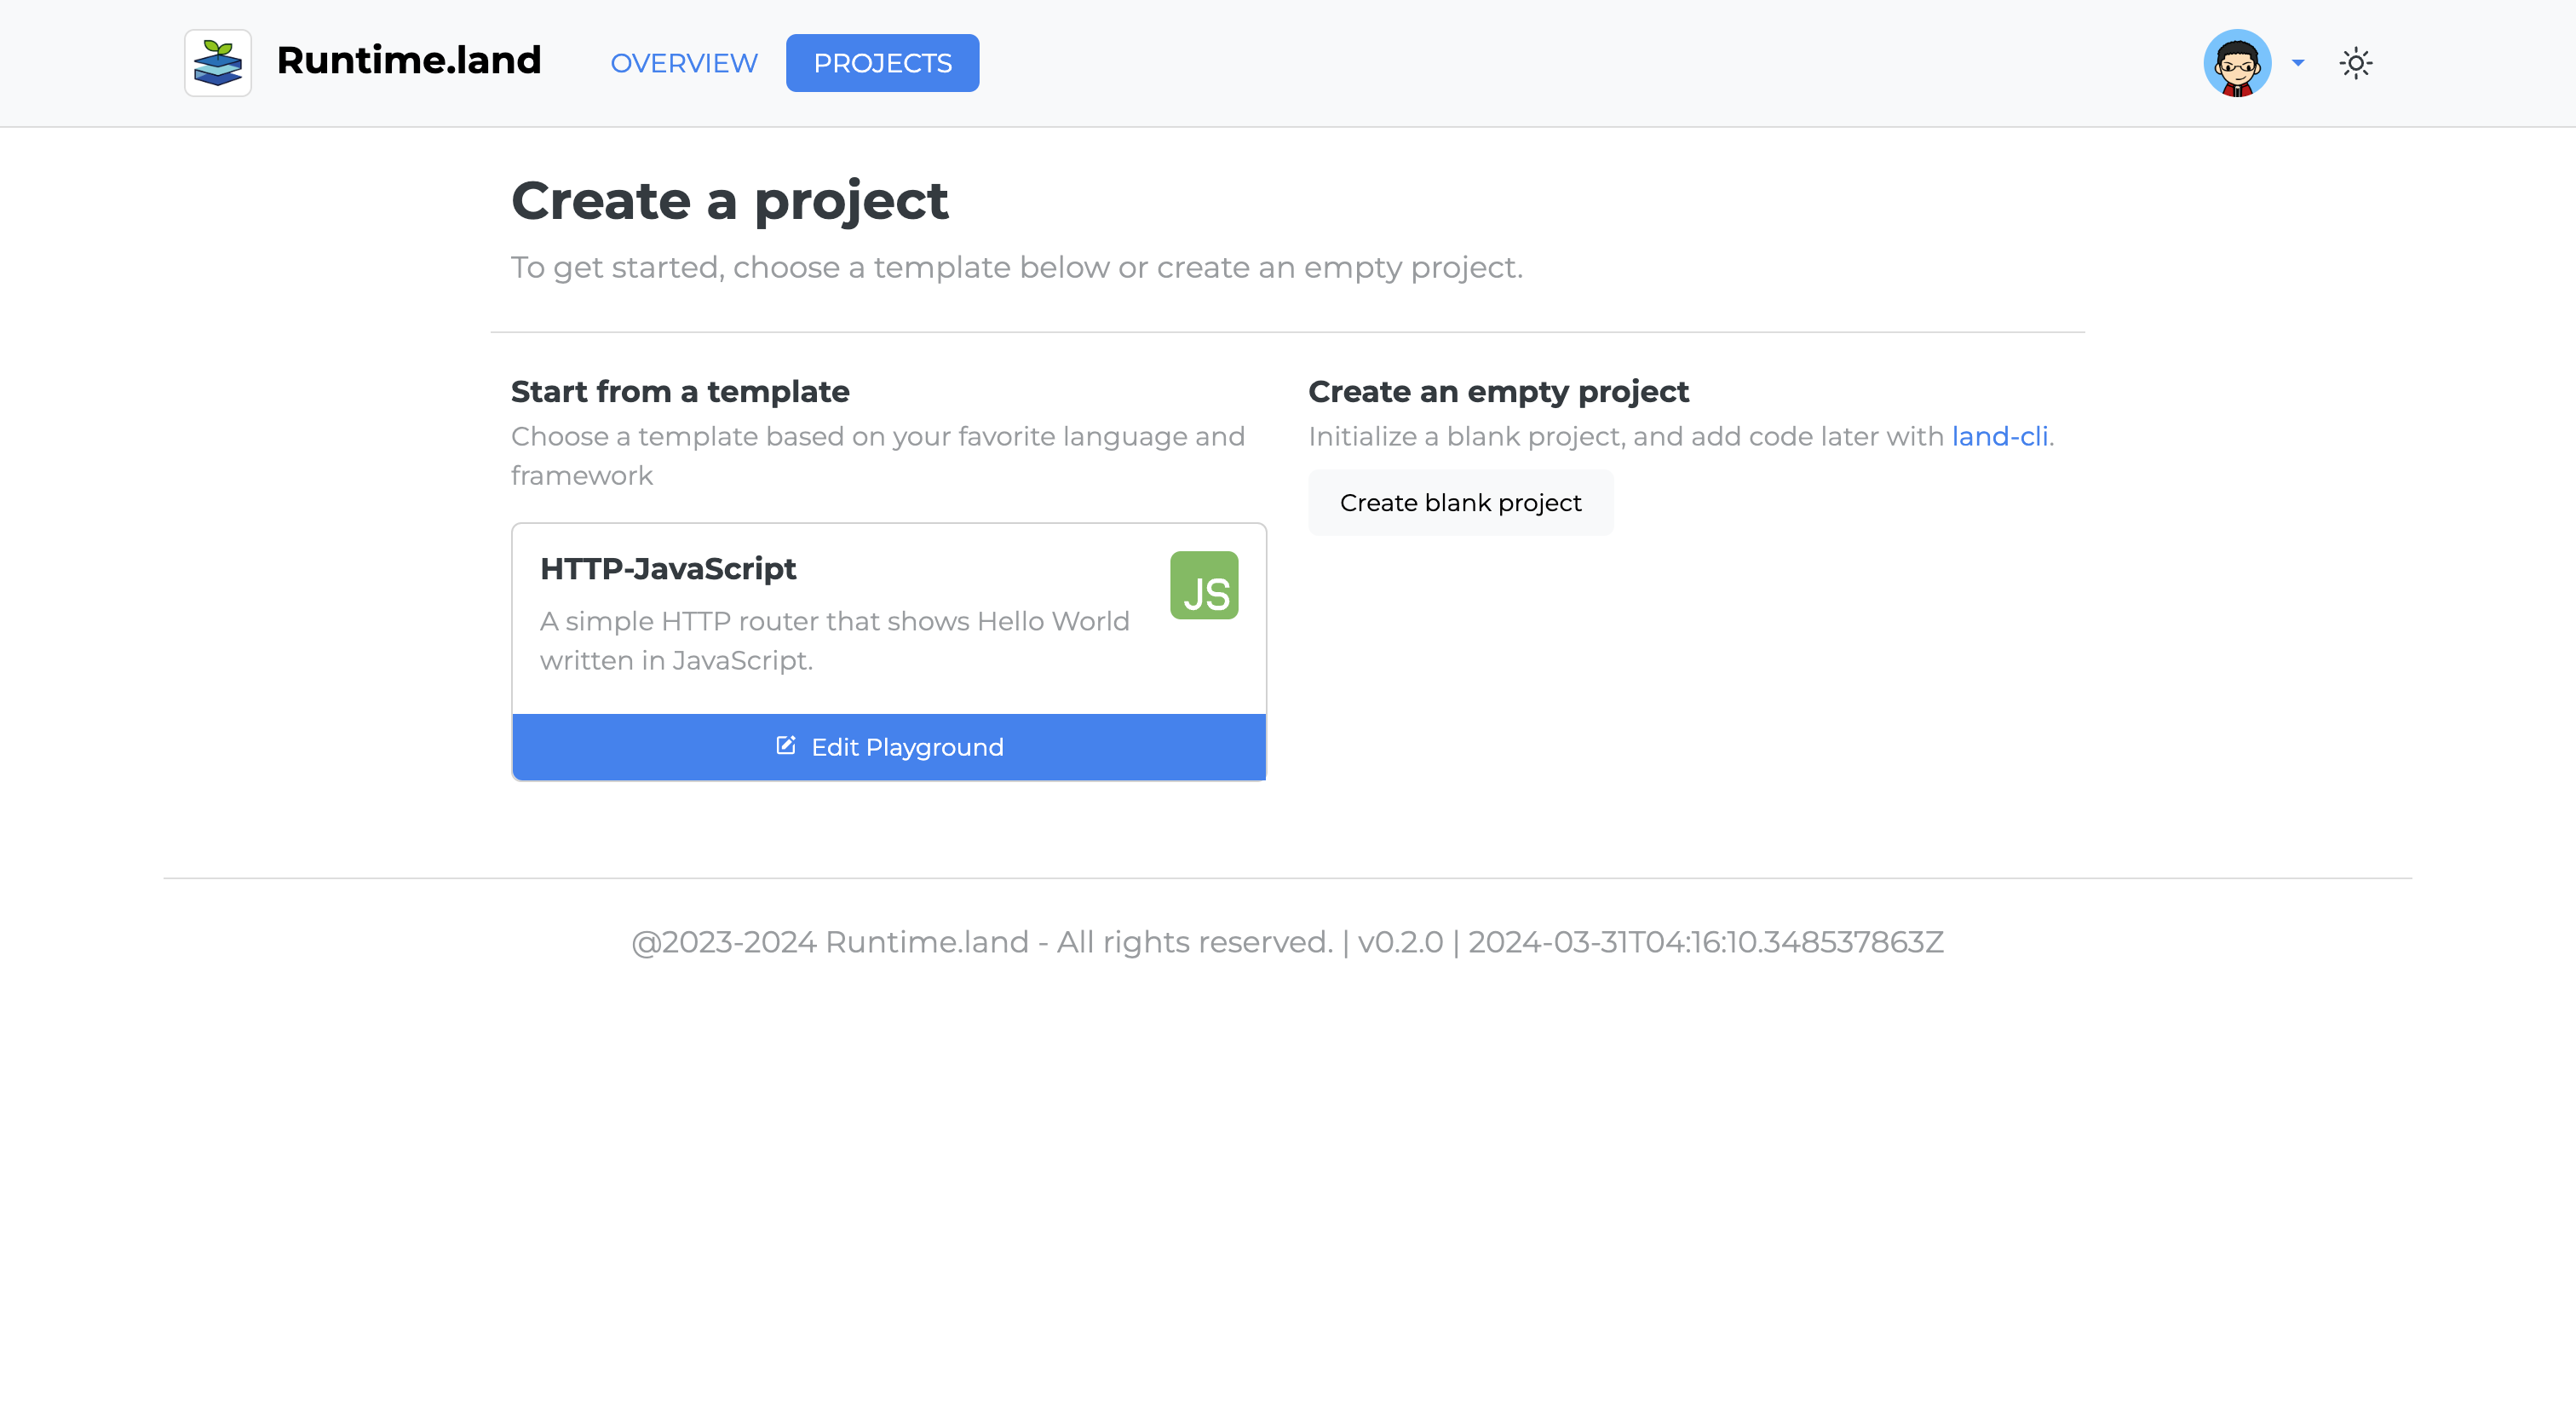 Runtime.land
OVERVIEW
PROJECTS
Create a project
To get started, choose a template below or create an empty project.
Start from a template
Choose a template based on your favorite language and
framework
HTTP-JavaScript
JS
A simple HTTP router that shows Hello World
written in JavaScript.
Edit Playground
Create an empty project
Initialize a blank project, and add code later with land-cli.
Create blank project
@2023-2024 Runtime.land - All rights reserved. | v0.2.0 | 2024-03-31T04:16:10.348537863Z